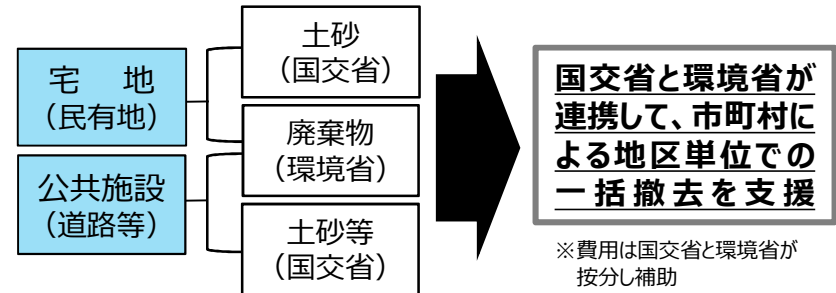 宅　地
（民有地）
公共施設
（道路等）
土砂
（国交省）
廃棄物
（環境省）
土砂等
（国交省）
国交省と環境省が
連携して、市町村に
よる地区単位での
一括撤去を支援
※費用は国交省と環境省が
按分し補助